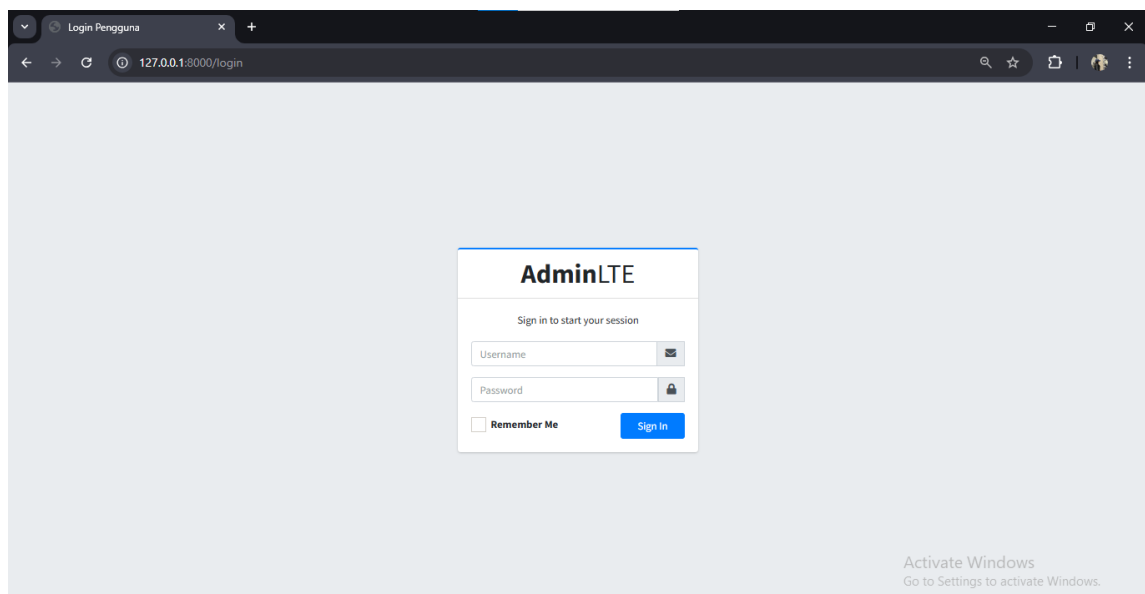 Login Pengguna
127.0.0.1:8000/login
AdminLTE
Sign in to start your session
Username
Password
Remember Me
Sign In
Activate Windows
Go to Settings to activate Windows.